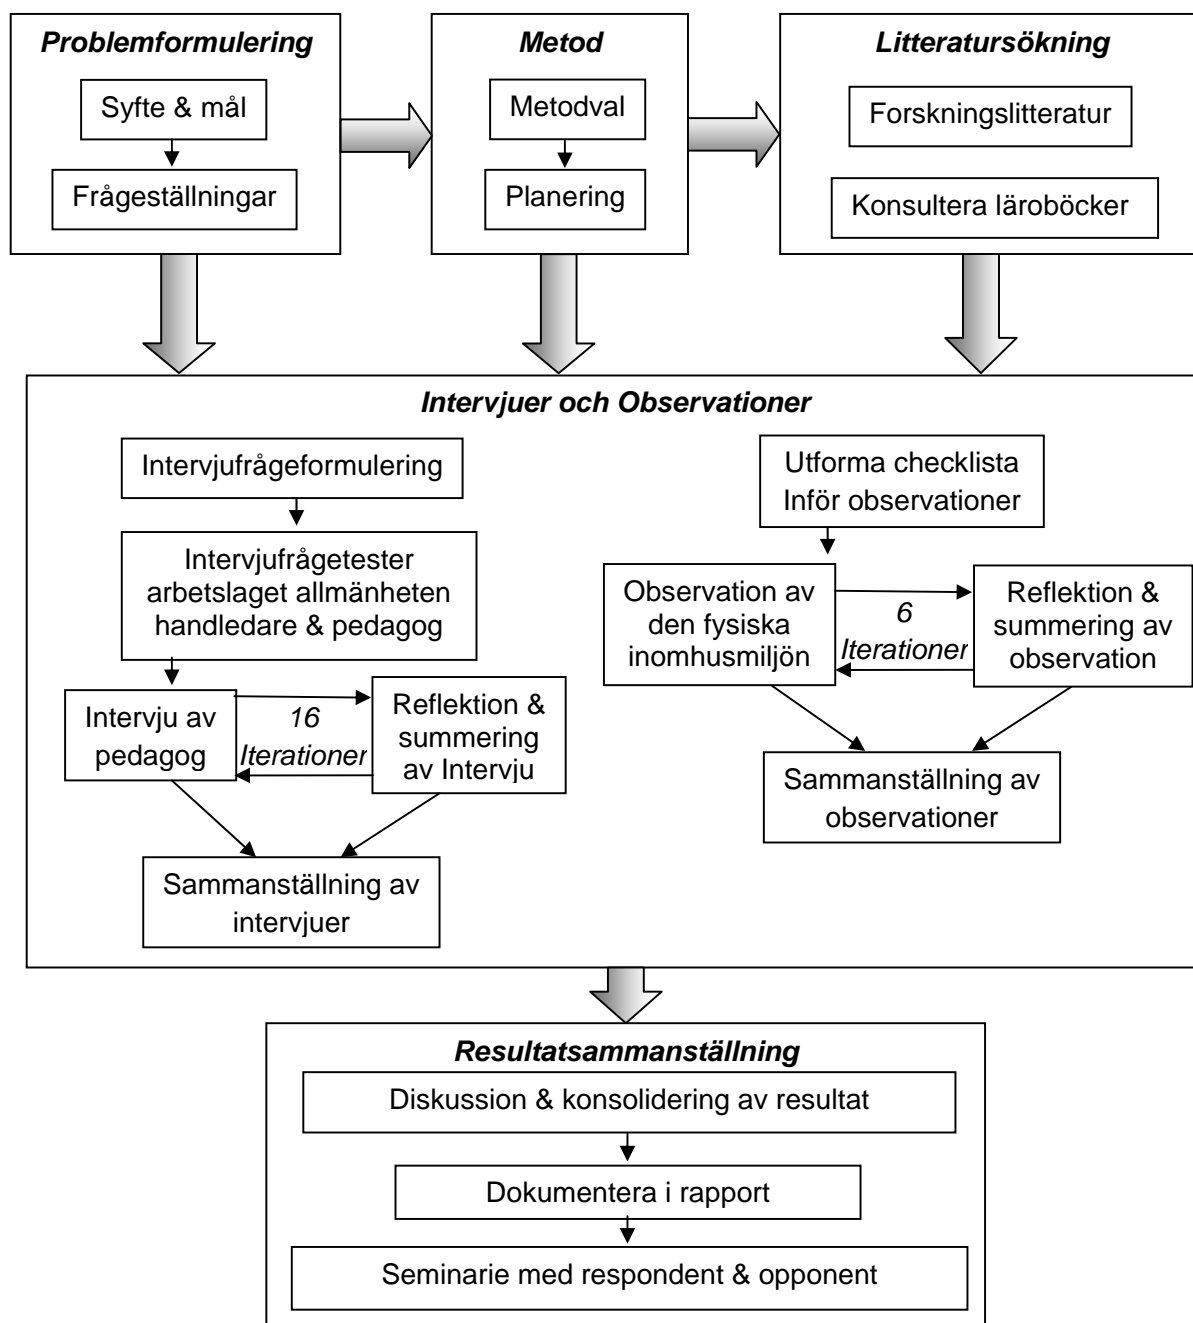 Problemformulering
Syfte & mål
Frågeställningar
Metod
Metodval
Planering
Litteratursökning
Forskningslitteratur
Konsultera läroböcker
Intervjuer och Observationer
Intervjufrågeformulering
Intervjufrågetester
arbetslaget allmänheten
handledare & pedagog
Intervju av
pedagog
16
Iterationer
Reflektion &
summering
av Intervju
Sammanställning av
intervjuer
Utforma checklista
Inför observationer
Observation av
den fysiska
inomhusmiljön
6
Iterationer
Reflektion &
summering av
observation
Sammanställning av
observationer
Resultatsammanställning
Diskussion & konsolidering av resultat
Dokumentera i rapport
Seminarie med respondent & opponent